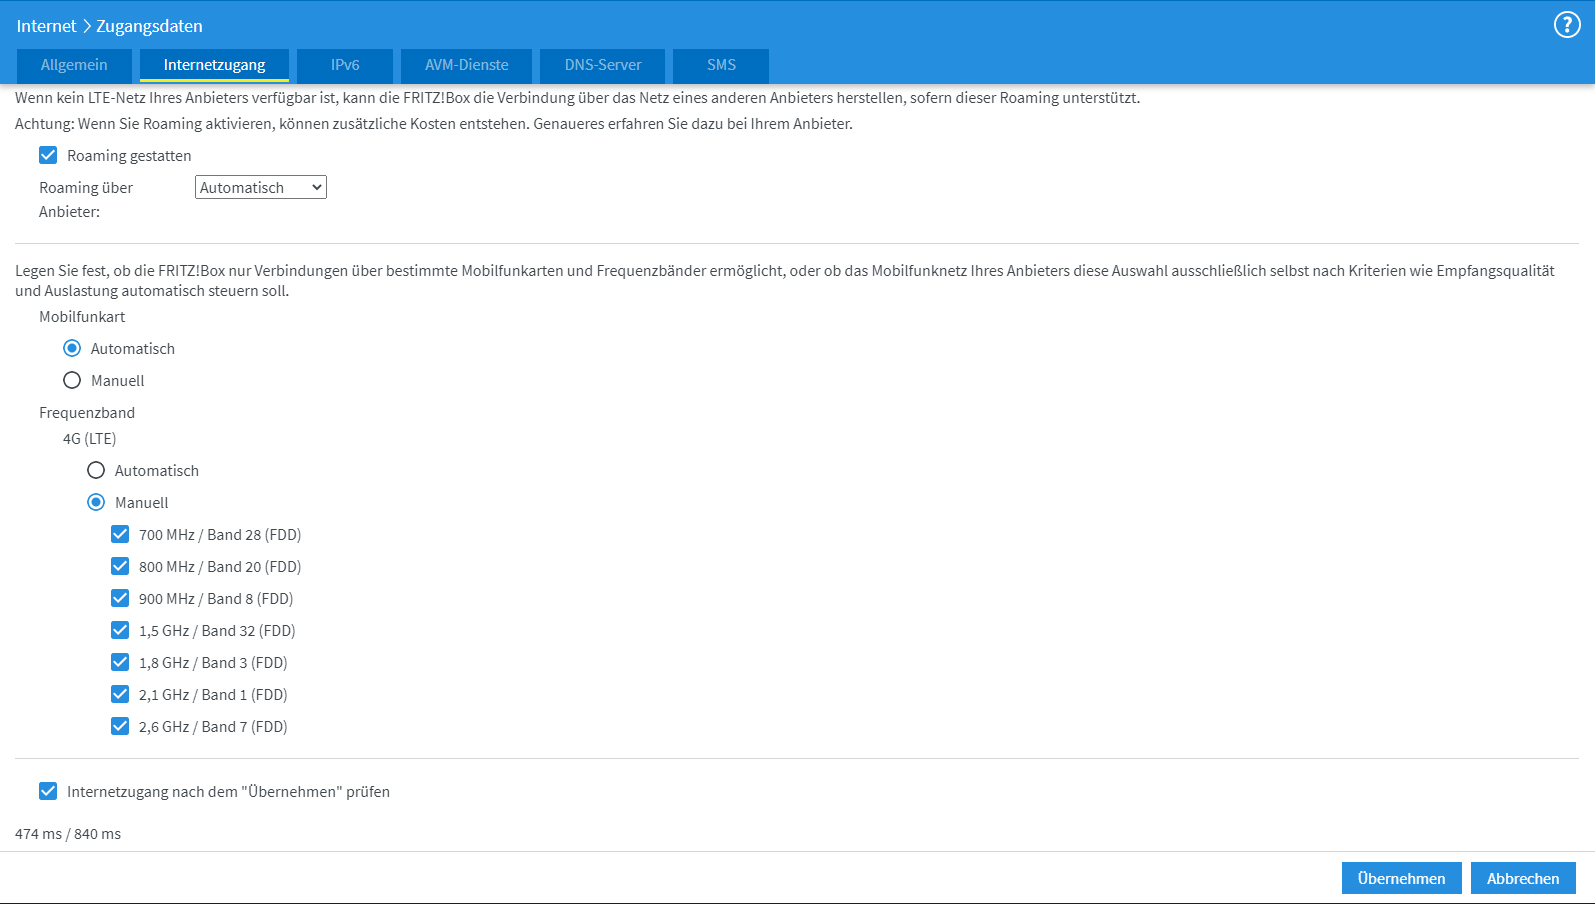 Internet > Zugangsdaten
?
Allgemein Internetzugang IPv6 AVM-Dienste DNS-Server SMS
Wenn kein LTE-Netz Ihres Anbieters verfügbar ist, kann die FRITZ!Box die Verbindung über das Netz eines anderen Anbieters herstellen, sofern dieser Roaming unterstützt.
Achtung: Wenn Sie Roaming aktivieren, können zusätzliche Kosten entstehen. Genaueres erfahren Sie dazu bei Ihrem Anbieter.
Roaming gestatten
Roaming über Automatisch
Anbieter:
Legen Sie fest, ob die FRITZ!Box nur Verbindungen über bestimmte Mobilfunkarten und Frequenzbänder ermöglicht, oder ob das Mobilfunknetz Ihres Anbieters diese Auswahl ausschließlich selbst nach Kriterien wie Empfangsqualität
und Auslastung automatisch steuern soll.
Mobilfunkart
Automatisch
Manuell
Frequenzband
4G (LTE)
Automatisch
Manuell
700 MHz / Band 28 (FDD)
800 MHz / Band 20 (FDD)
900 MHz / Band 8 (FDD)
1,5 GHz / Band 32 (FDD)
1,8 GHz / Band 3 (FDD)
2,1 GHz / Band 1 (FDD)
2,6 GHz / Band 7 (FDD)
Internetzugang nach dem "Übernehmen" prüfen
474 ms / 840 ms
Übernehmen Abbrechen